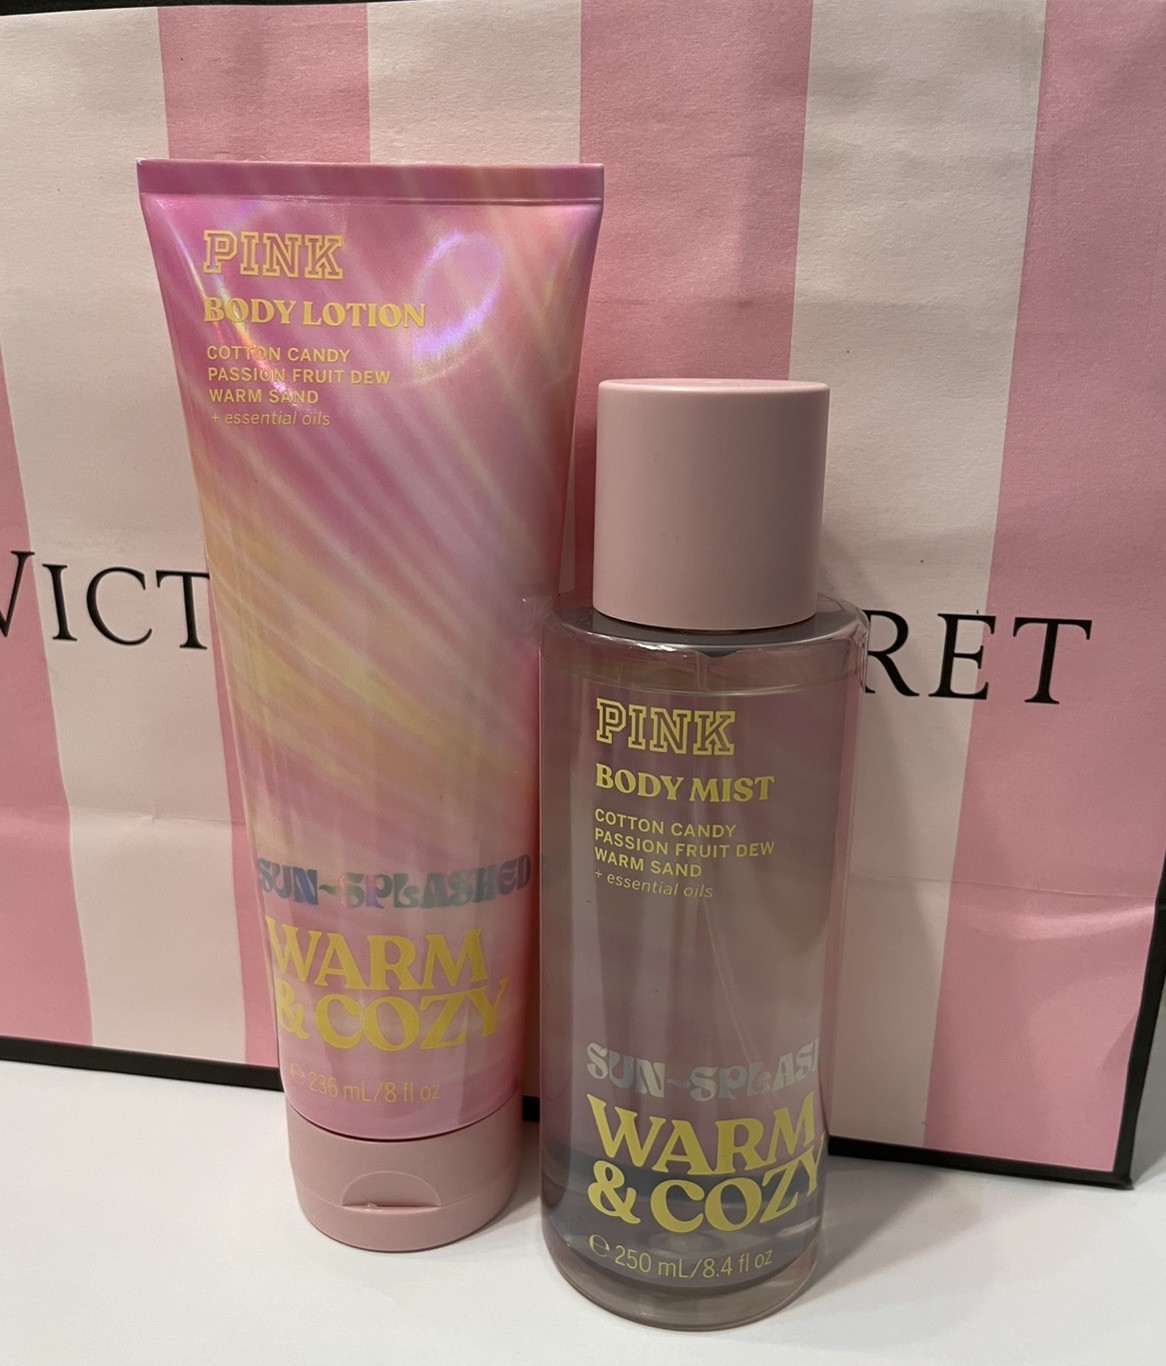 PINK
BODY LOTION
COTTON CANDY
PASSION FRUIT DEW
WARM SAND
+ essential oils
SUN-SPLASHED
WARM
& COZY
℮ 236 mL/8 fl oz
VICT
RET
PINK
BODY MIST
COTTON CANDY
PASSION FRUIT DEW
WARM SAND
+ essential oils
SUN-SPLAS
WARM
& COZY
℮ 250 mL/8.4 fl oz